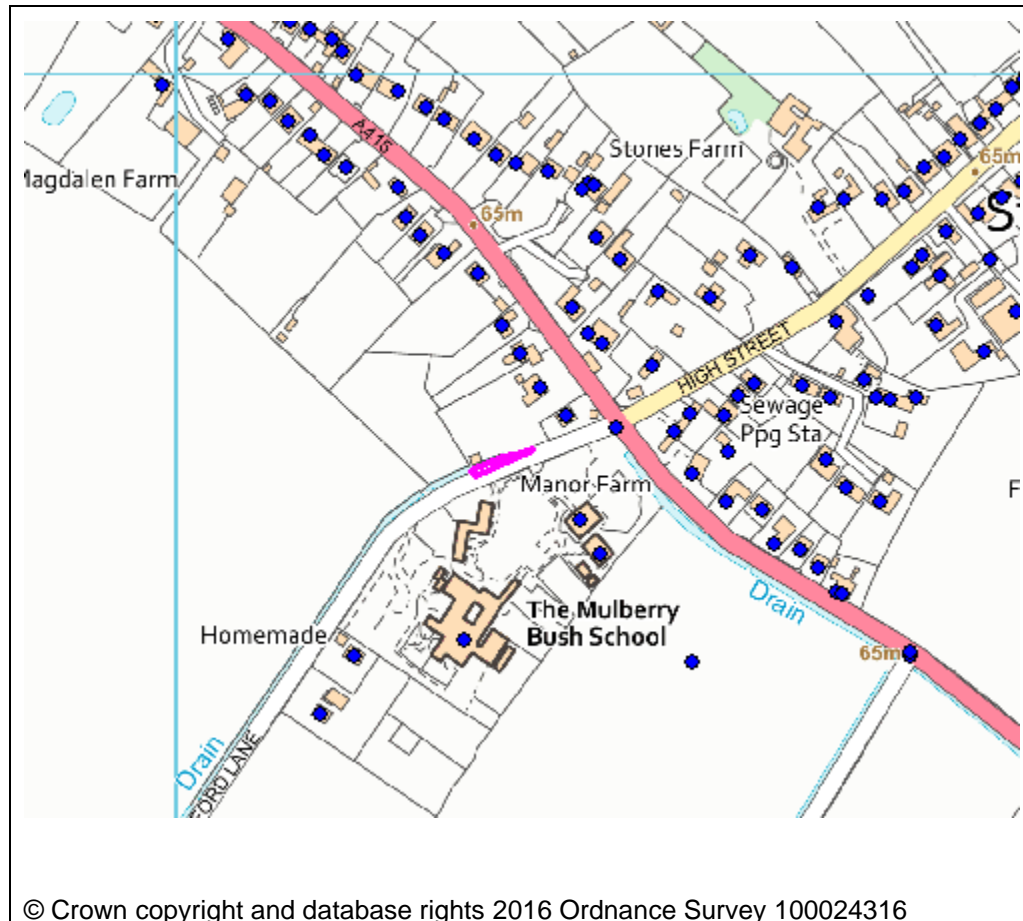 A415
Stones Farm
65m
Magdalen Farm
S
65m
HIGH STREET
Sewage
Ppg Sta
Manor Farm
F
The Mulberry
Bush School
Drain
Homemade
65m
Drain
FORD LANE
© Crown copyright and database rights 2016 Ordnance Survey 100024316